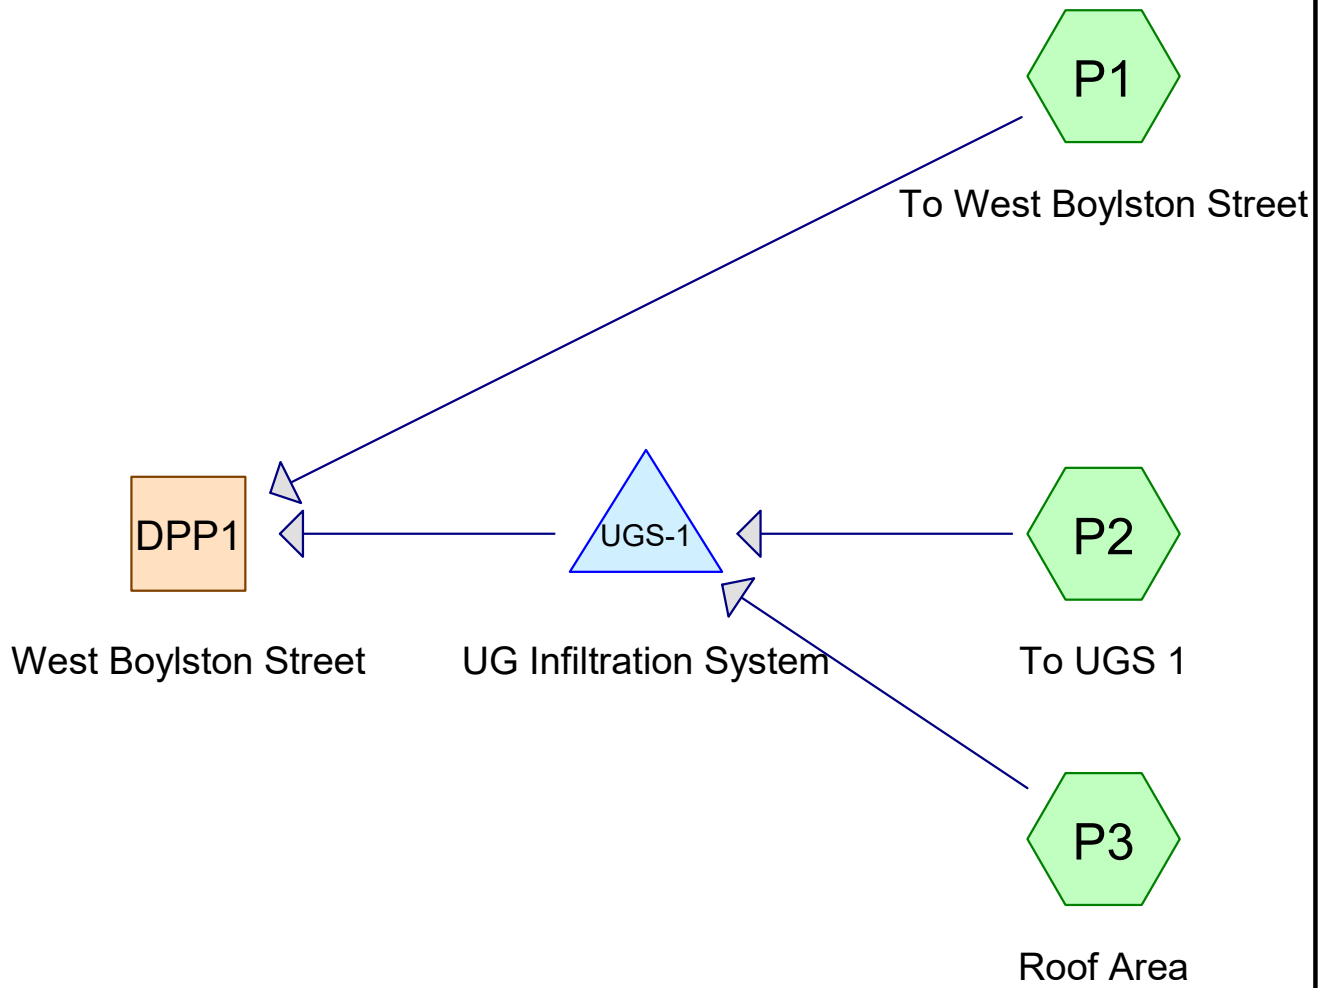 P1
To West Boylston Street
DPP1
UGS-1
P2
West Boylston Street
UG Infiltration System
To UGS 1
P3
Roof Area